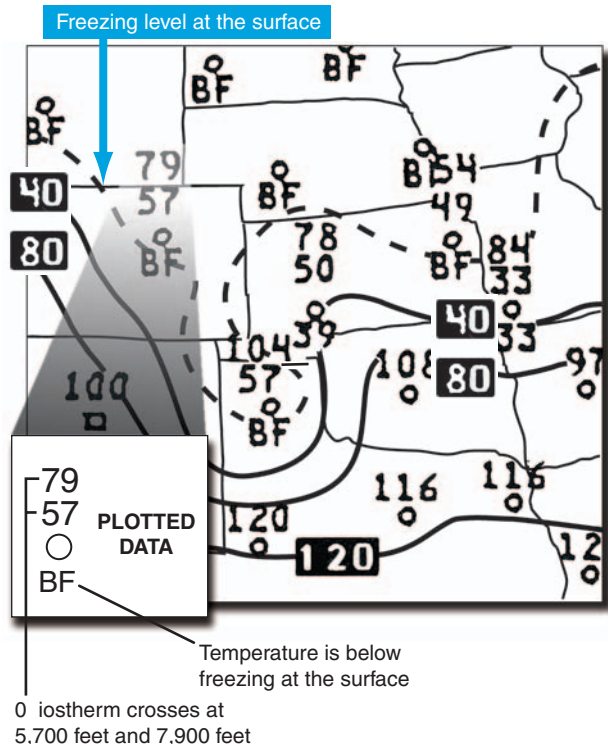 Freezing level at the surface
BF
BF
BF
79
57
BF
BF
BF
54
49
40
80
78
50
BF
84
33
39
40
33
104
57
BF
108
80
97
100
116
116
120
120
12
79
57
PLOTTED
DATA
BF
Temperature is below
freezing at the surface
0 iostherm crosses at
5,700 feet and 7,900 feet